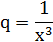 q = 1/x³